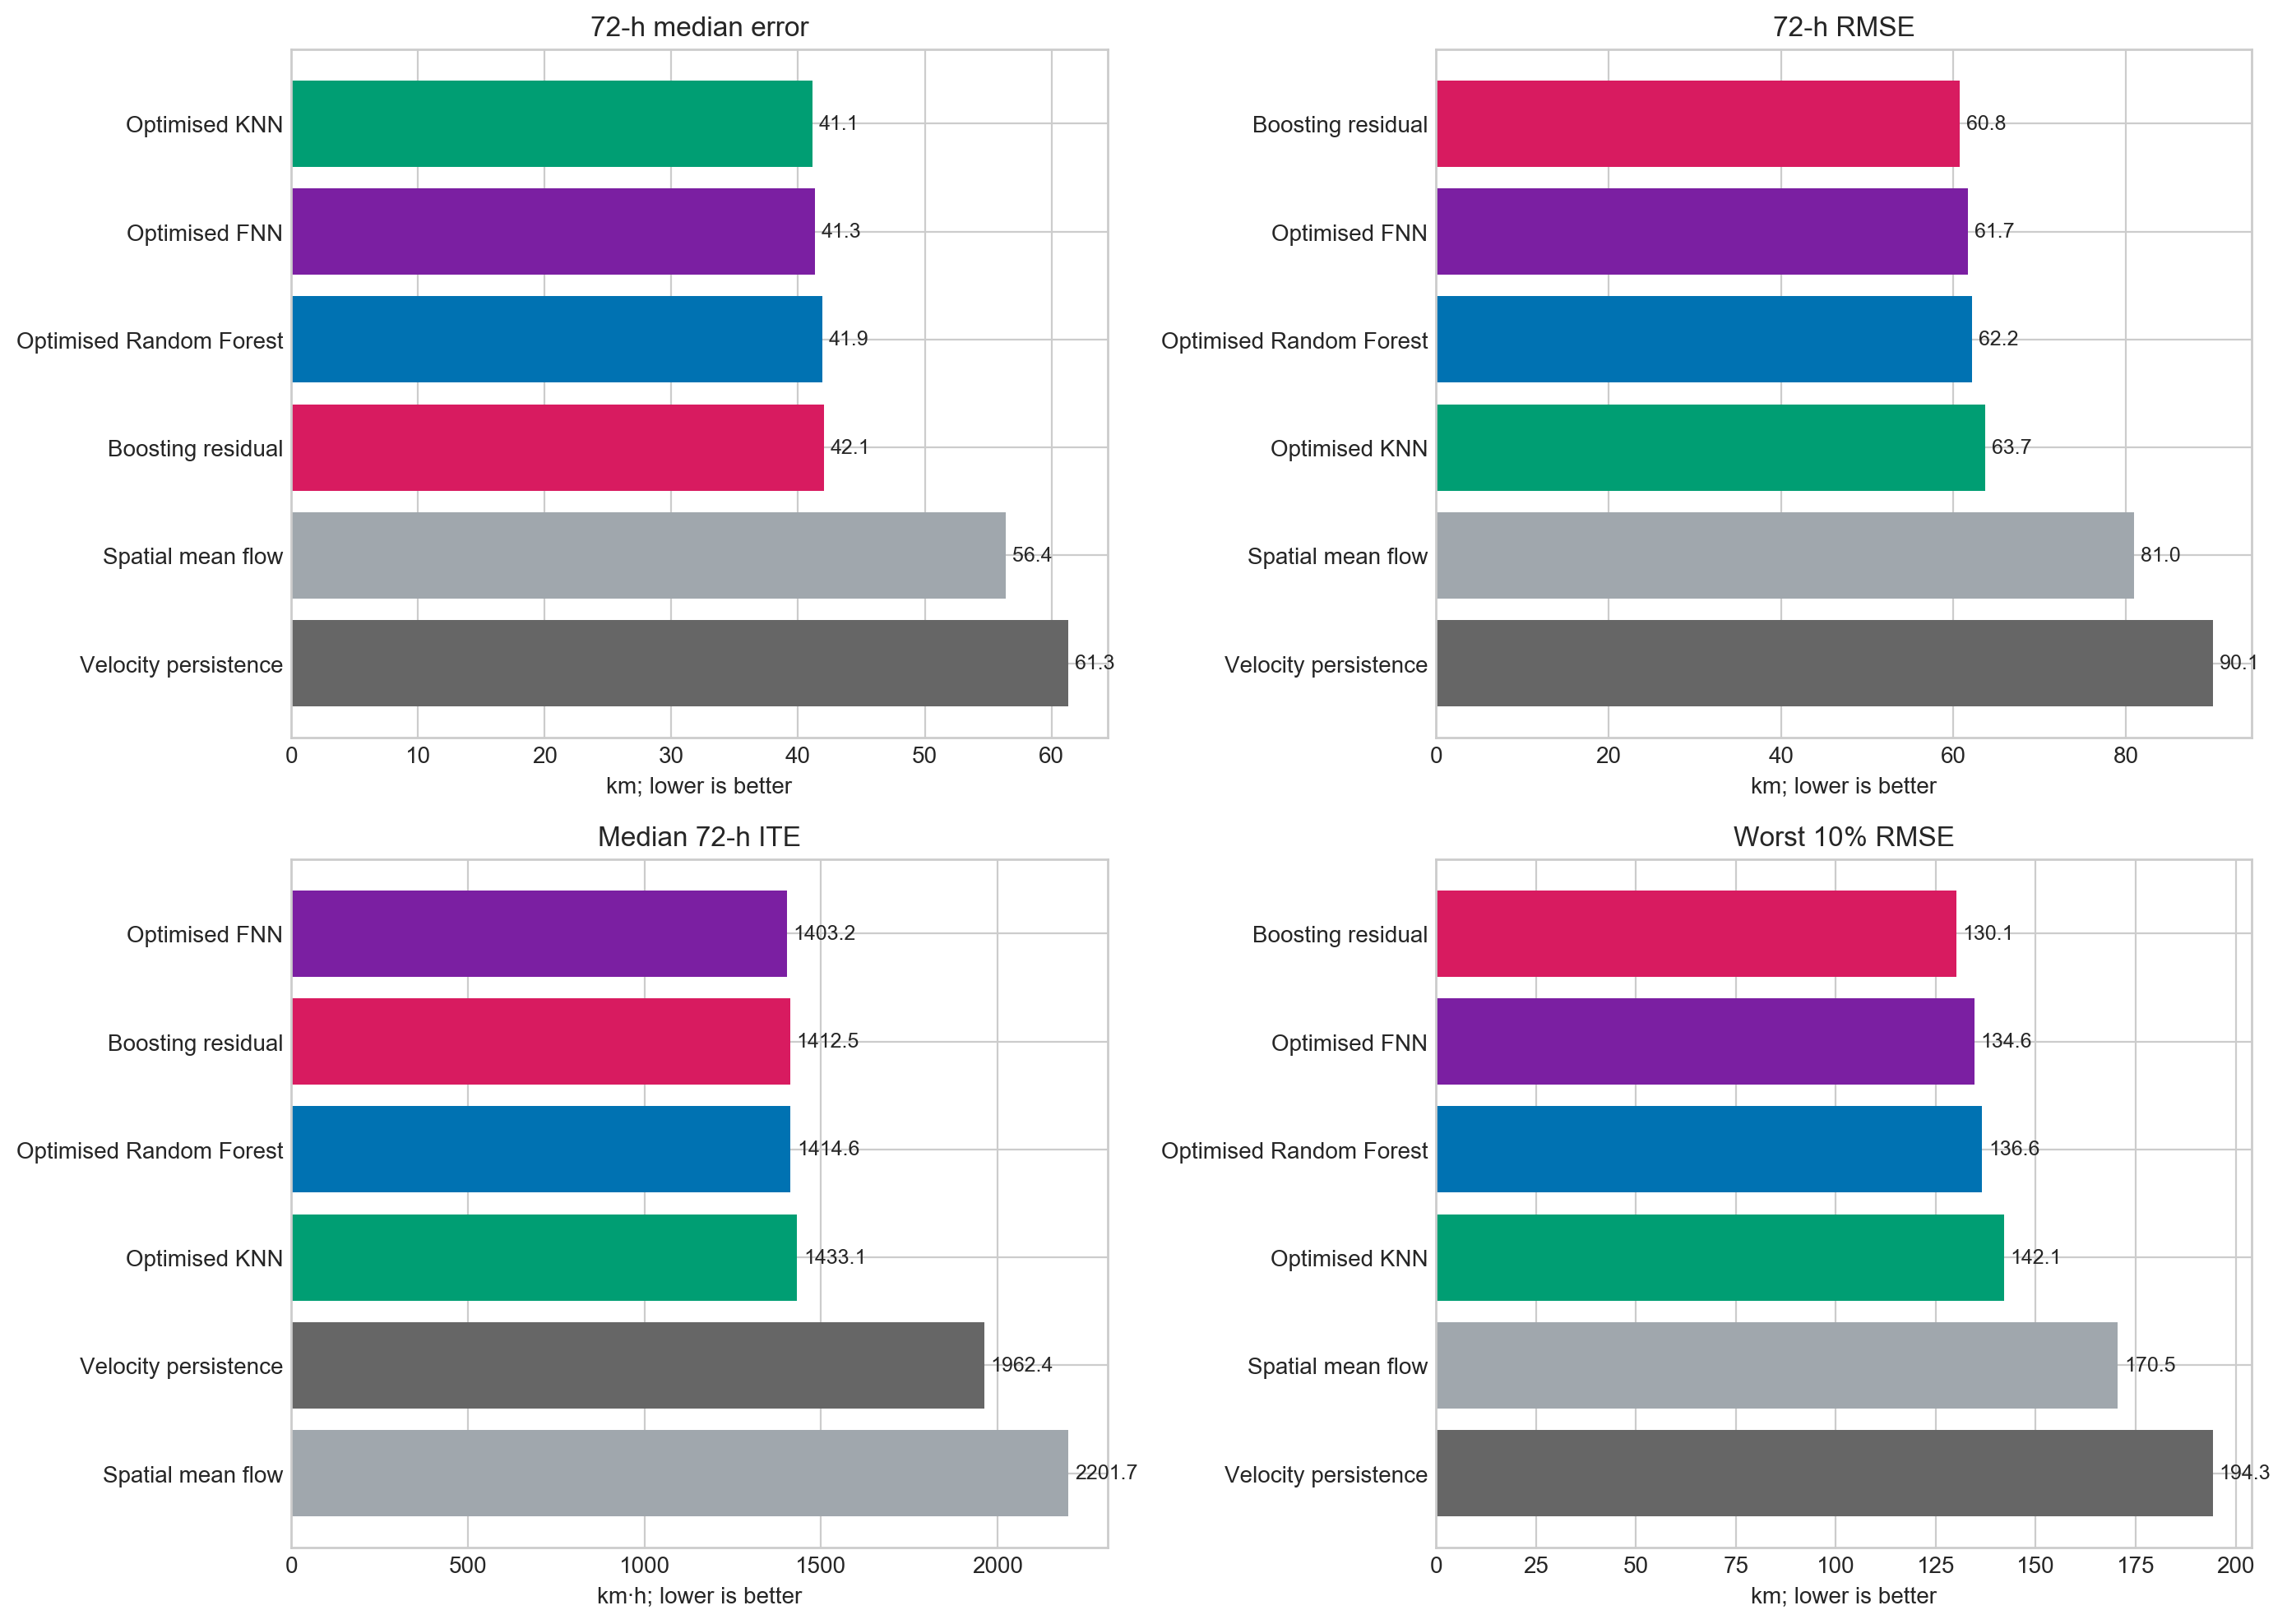 72-h median error
Optimised KNN
41.1
Optimised FNN
41.3
Optimised Random Forest
41.9
Boosting residual
42.1
Spatial mean flow
56.4
Velocity persistence
61.3
0 10 20 30 40 50 60
km; lower is better
72-h RMSE
Boosting residual
60.8
Optimised FNN
61.7
Optimised Random Forest
62.2
Optimised KNN
63.7
Spatial mean flow
81.0
Velocity persistence
90.1
0 20 40 60 80
km; lower is better
Median 72-h ITE
Optimised FNN
1403.2
Boosting residual
1412.5
Optimised Random Forest
1414.6
Optimised KNN
1433.1
Velocity persistence
1962.4
Spatial mean flow
2201.7
0 500 1000 1500 2000
km·h; lower is better
Worst 10% RMSE
Boosting residual
130.1
Optimised FNN
134.6
Optimised Random Forest
136.6
Optimised KNN
142.1
Spatial mean flow
170.5
Velocity persistence
194.3
0 25 50 75 100 125 150 175 200
km; lower is better